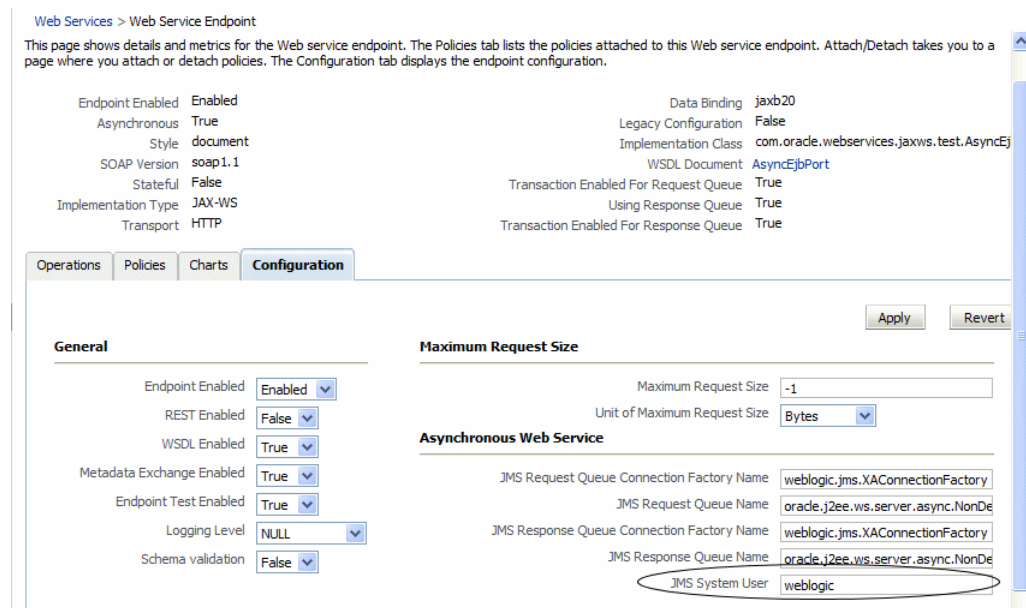 Web Services > Web Service Endpoint
This page shows details and metrics for the Web service endpoint. The Policies tab lists the policies attached to this Web service endpoint. Attach/Detach takes you to a
page where you attach or detach policies. The Configuration tab displays the endpoint configuration.
Endpoint Enabled Enabled
Asynchronous True
Style document
SOAP Version soap1.1
Stateful False
Implementation Type JAX-WS
Transport HTTP
Data Binding jaxb20
Legacy Configuration False
Implementation Class com.oracle.webservices.jaxws.test.AsyncEj
WSDL Document AsyncEjbPort
Transaction Enabled For Request Queue True
Using Response Queue True
Transaction Enabled For Response Queue True
Operations Policies Charts Configuration
Apply Revert
General
Endpoint Enabled Enabled
REST Enabled False
WSDL Enabled True
Metadata Exchange Enabled True
Endpoint Test Enabled True
Logging Level NULL
Schema validation False
Maximum Request Size
Maximum Request Size -1
Unit of Maximum Request Size Bytes
Asynchronous Web Service
JMS Request Queue Connection Factory Name weblogic.jms.XAConnectionFactory
JMS Request Queue Name oracle.j2ee.ws.server.async.NonDe
JMS Response Queue Connection Factory Name weblogic.jms.XAConnectionFactory
JMS Response Queue Name oracle.j2ee.ws.server.async.NonDe
JMS System User weblogic